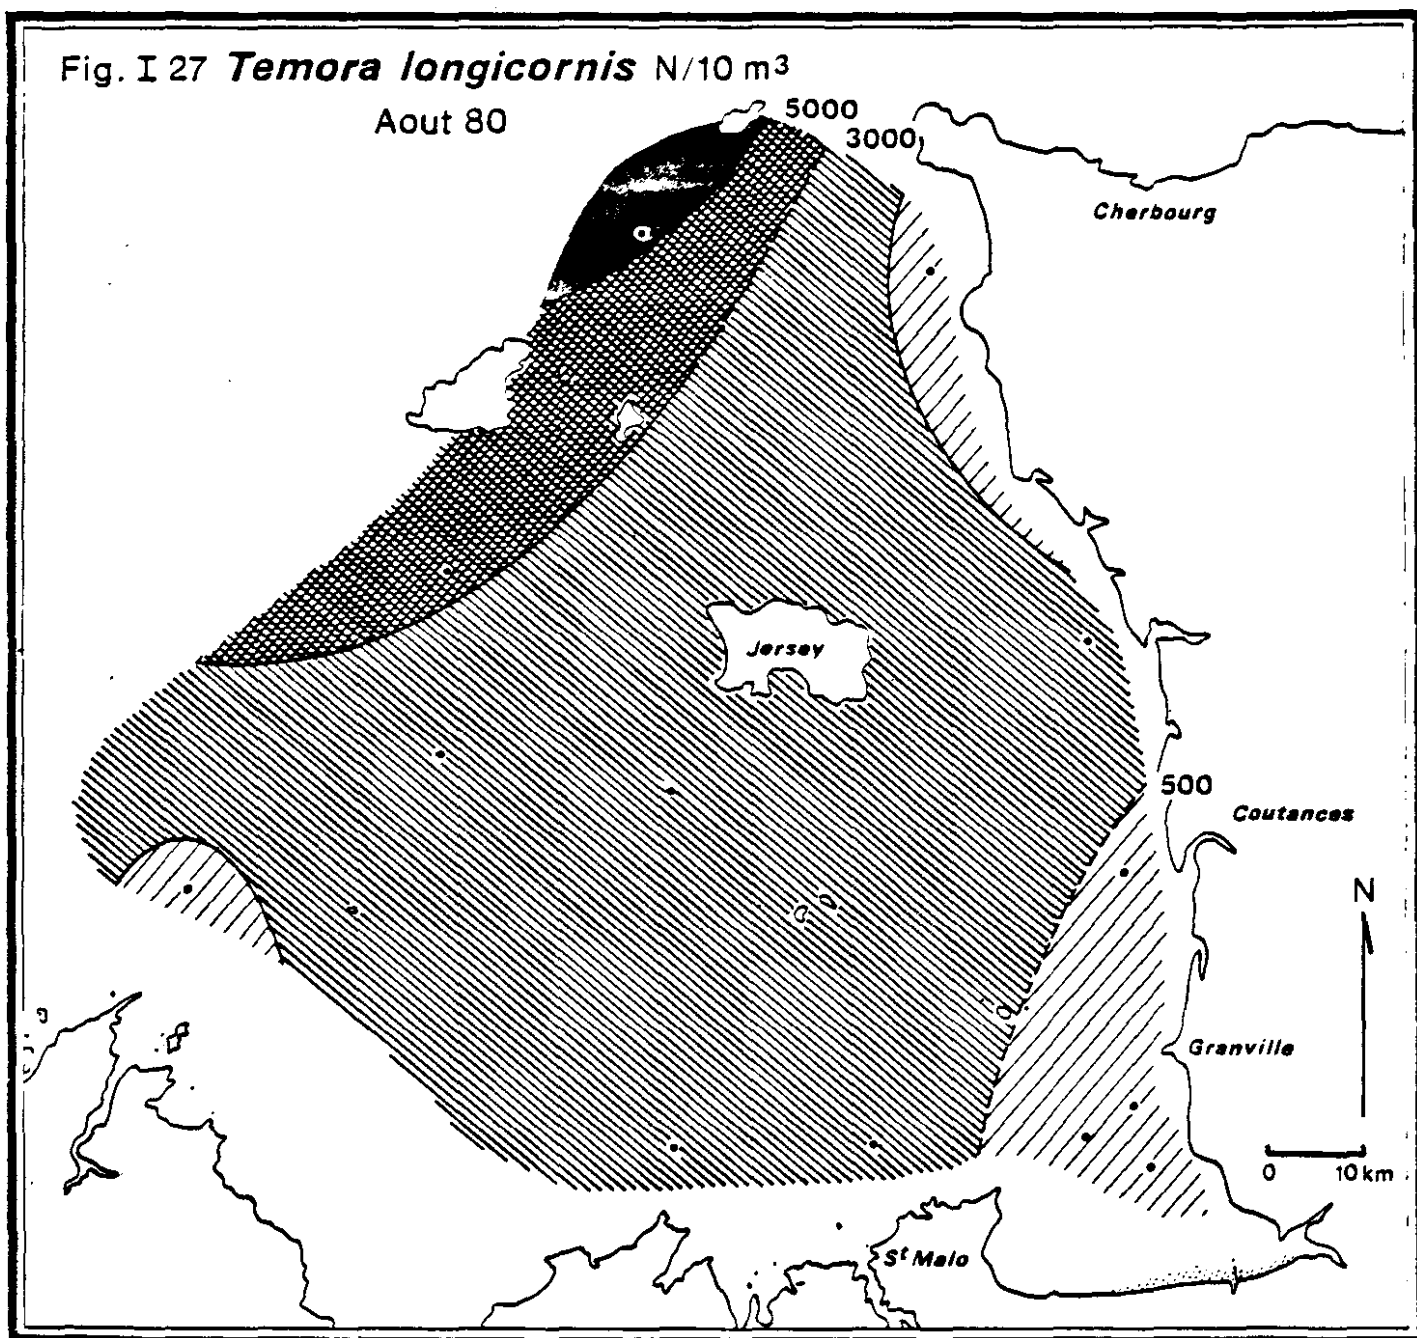 Fig. I 27 Temora longicornis N/10 m³
Aout 80
5000
3000
Cherbourg
Jersey
500
Coutances
N
Granville
0 10 km
St Malo